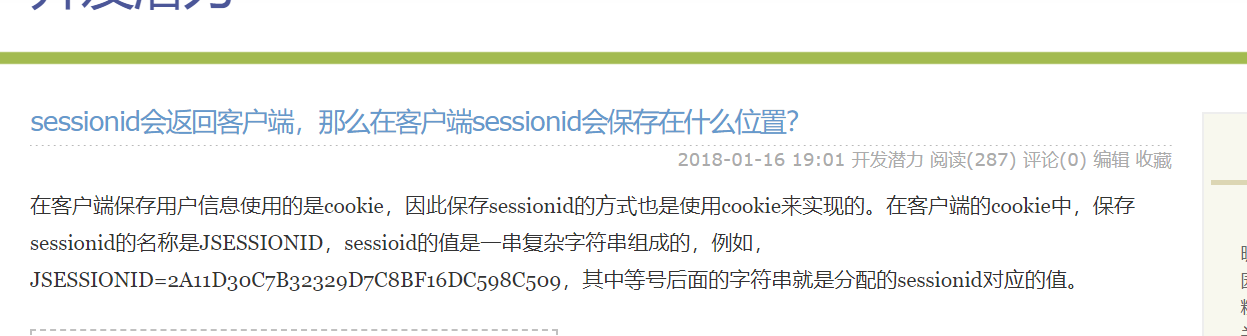 开发潜力
sessionid会返回客户端，那么在客户端sessionid会保存在什么位置?
2018-01-16 19:01 开发潜力 阅读(287) 评论(0) 编辑 收藏
在客户端保存用户信息使用的是cookie，因此保存sessionid的方式也是使用cookie来实现的。在客户端的cookie中，保存
sessionid的名称是JSESSIONID，sessioid的值是一串复杂字符串组成的，例如，
JSESSIONID=2A11D30C7B32329D7C8BF16DC598C509，其中等号后面的字符串就是分配的sessionid对应的值。